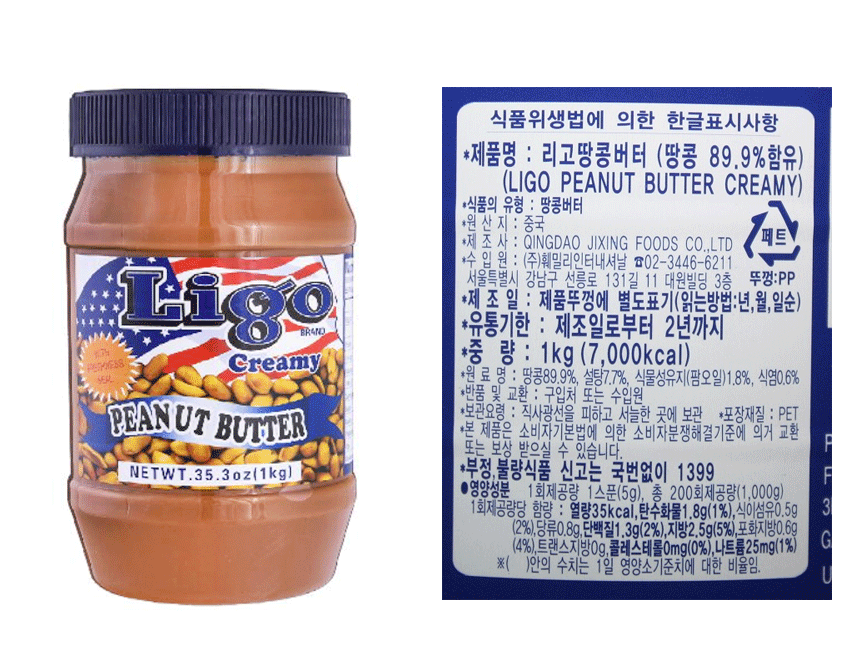 Ligo
BRAND
Creamy
100%
FRESHNESS
SEAL
PEANUT BUTTER
NETWT.35.3oz(1kg)
식품위생법에 의한 한글표시사항
*제품명 : 리고땅콩버터 (땅콩 89.9%함유)
(LIGO PEANUT BUTTER CREAMY)
*식품의 유형 : 땅콩버터
*원 산 지 : 중국
*제 조 사 : QINGDAO JIXING FOODS CO.,LTD
*수 입 원 : (주)훼밀리인터내셔날 ☎02-3446-6211
서울특별시 강남구 선릉로 131길 11 대원빌딩 3층
페트
뚜껑:PP
*제 조 일 : 제품뚜껑에 별도표기(읽는방법:년,월,일순)
*유통기한 : 제조일로부터 2년까지
*중 량 : 1kg (7,000kcal)
*원 료 명 : 땅콩89.9%, 설탕7.7%, 식물성유지(팜오일)1.8%, 식염0.6%
*반품 및 교환 : 구입처 또는 수입원
*보관요령 : 직사광선을 피하고 서늘한 곳에 보관 *포장재질 : PET
*본 제품은 소비자기본법에 의한 소비자분쟁해결기준에 의거 교환
또는 보상 받으실 수 있습니다.
*부정,불량식품 신고는 국번없이 1399
●영양성분 1회제공량 1스푼(5g), 총 200회제공량(1,000g)
1회제공량당 함량 : 열량35kcal,탄수화물1.8g(1%),식이섬유0.5g
(2%),당류0.8g,단백질1.3g(2%),지방2.5g(5%),포화지방0.6g
(4%),트랜스지방0g,콜레스테롤0mg(0%),나트륨25mg(1%)
※( )안의 수치는 1일 영양소기준치에 대한 비율임.